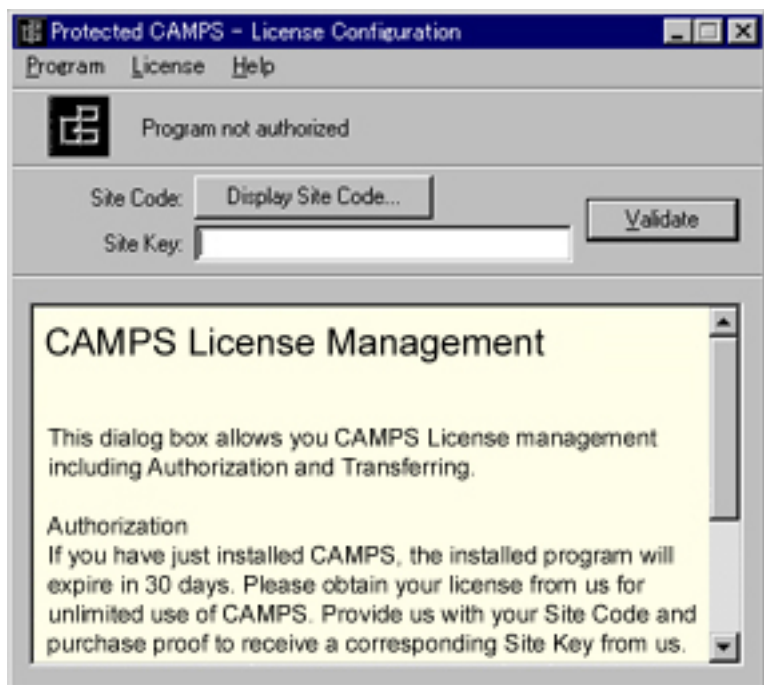 Protected CAMPS - License Configuration
Program License Help
Program not authorized
Site Code: Display Site Code...
Validate
Site Key:
CAMPS License Management
This dialog box allows you CAMPS License management
including Authorization and Transferring.
Authorization
If you have just installed CAMPS, the installed program will
expire in 30 days. Please obtain your license from us for
unlimited use of CAMPS. Provide us with your Site Code and
purchase proof to receive a corresponding Site Key from us.